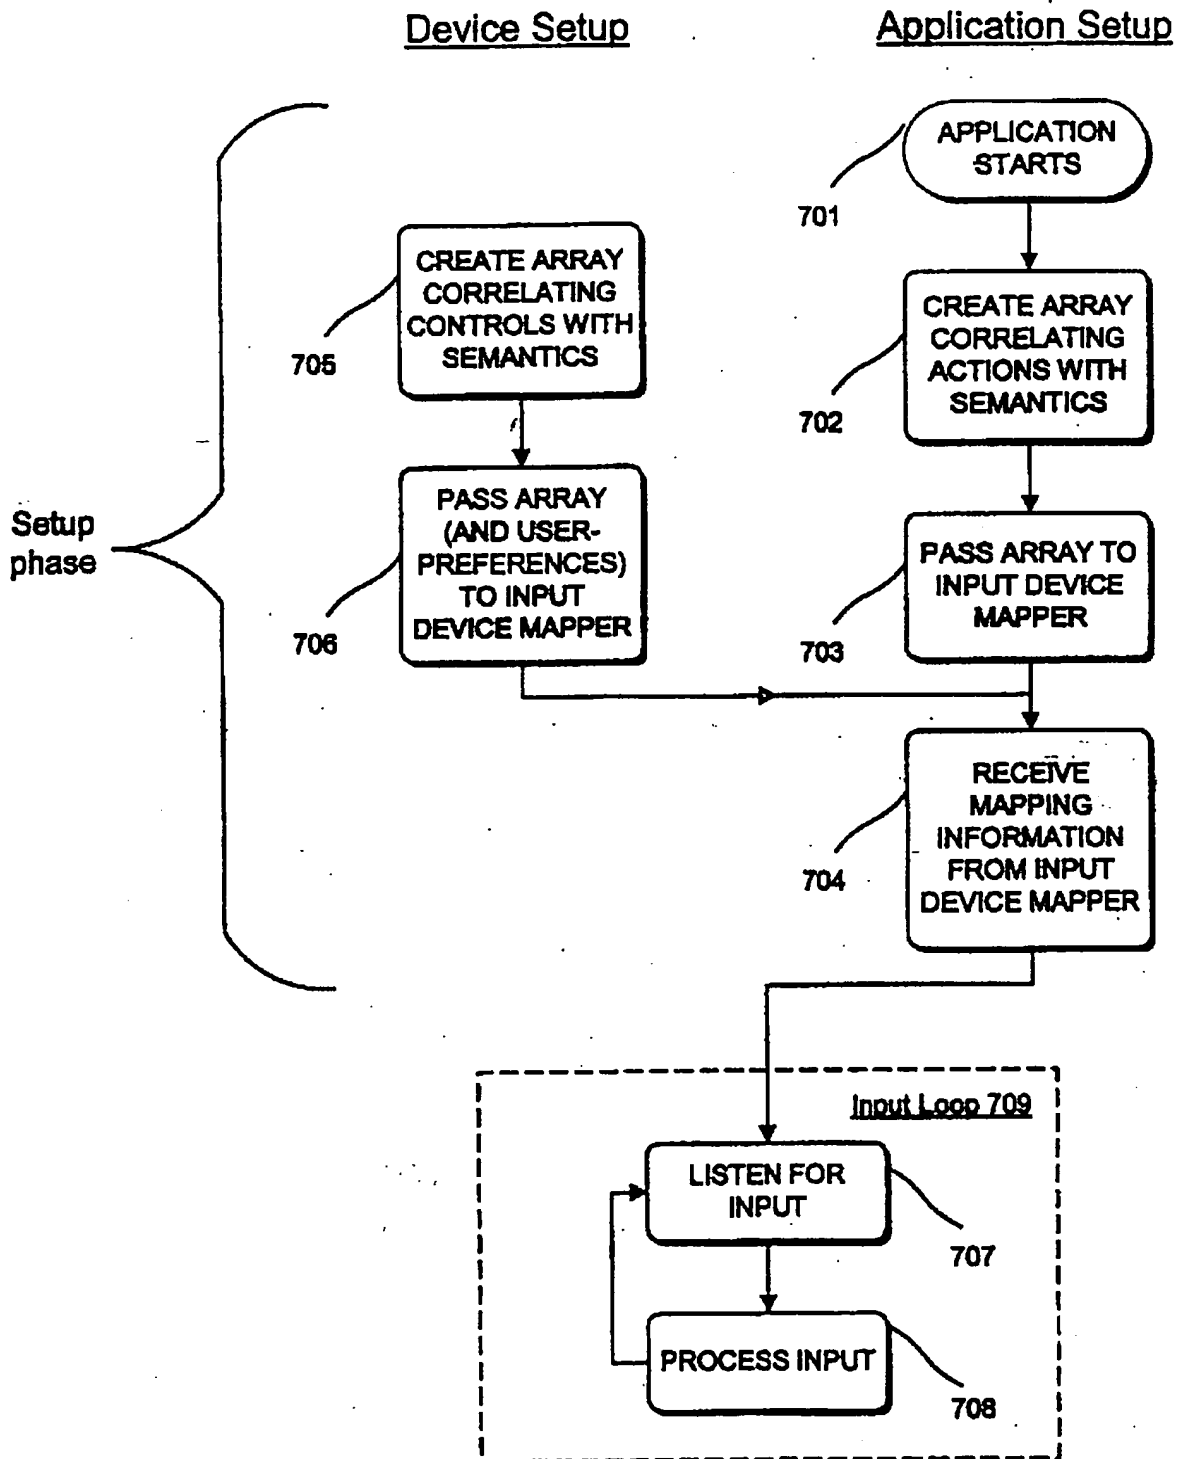 Device Setup
Application Setup
APPLICATION
STARTS
701
CREATE ARRAY
CORRELATING
CONTROLS WITH
SEMANTICS
705
CREATE ARRAY
CORRELATING
ACTIONS WITH
SEMANTICS
702
Setup
phase
PASS ARRAY
(AND USER-
PREFERENCES)
TO INPUT
DEVICE MAPPER
706
PASS ARRAY TO
INPUT DEVICE
MAPPER
703
RECEIVE
MAPPING
INFORMATION
FROM INPUT
DEVICE MAPPER
704
Input Loop 709
LISTEN FOR
INPUT
707
PROCESS INPUT
708